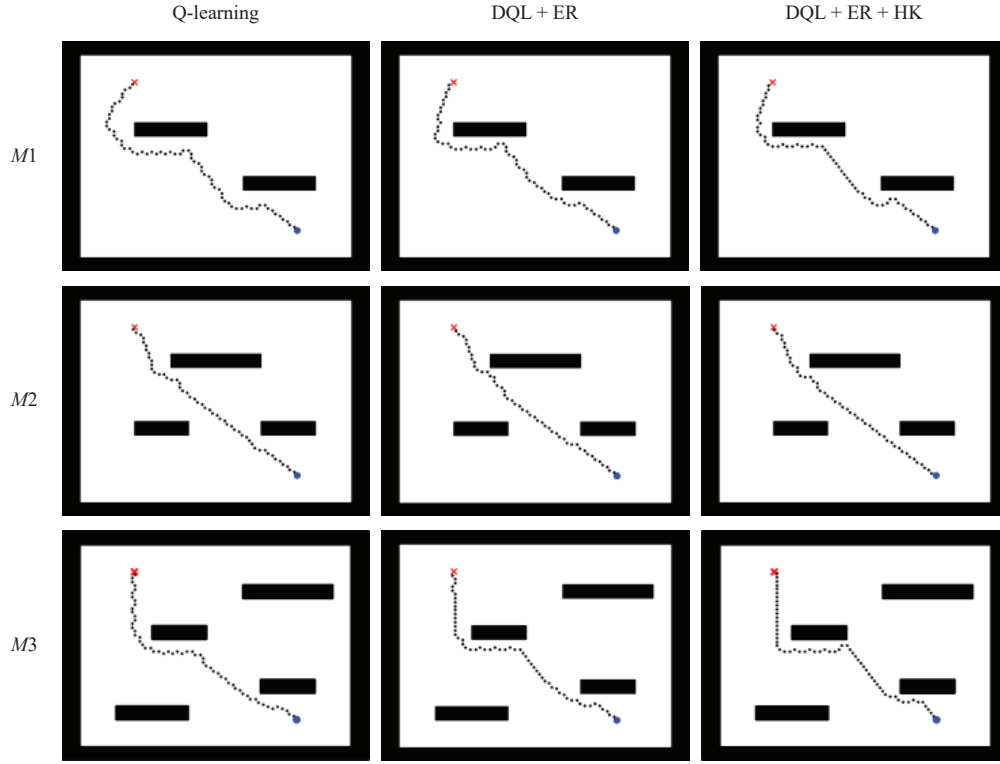 Q-learning
DQL + ER
DQL + ER + HK
M1
M2
M3